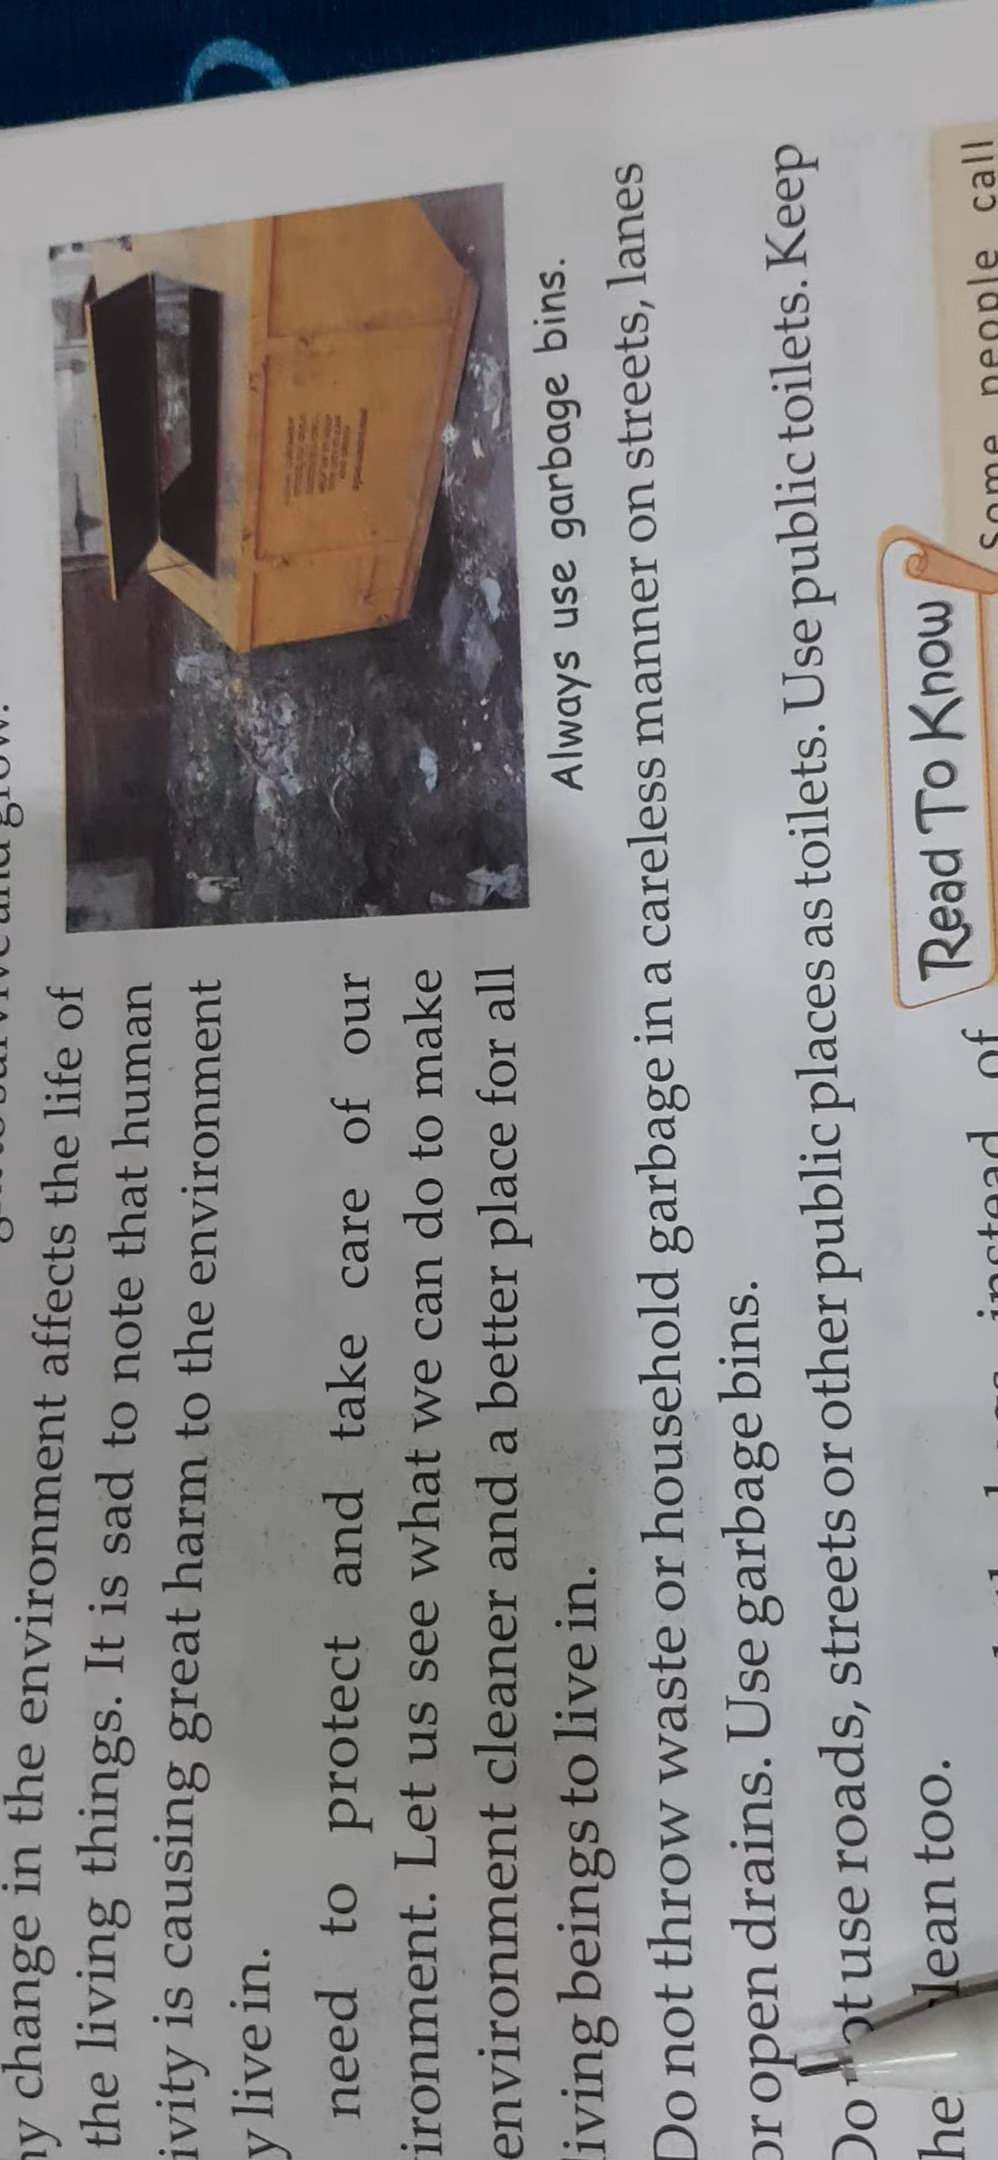 survive and grow.
change in the environment affects the life of
the living things. It is sad to note that human
is causing great harm to the environment
live in.
need to protect and take care of our
Let us see what we can do to make
environment cleaner and a better place for all
living beings to live in.
Always use garbage bins.
Do not throw waste or household garbage in a careless manner on streets, lanes
or open drains. Use garbage bins.
Do use roads, streets or other public places as toilets. Use public toilets. Keep
too.
Read To Know
Some people call
instead of